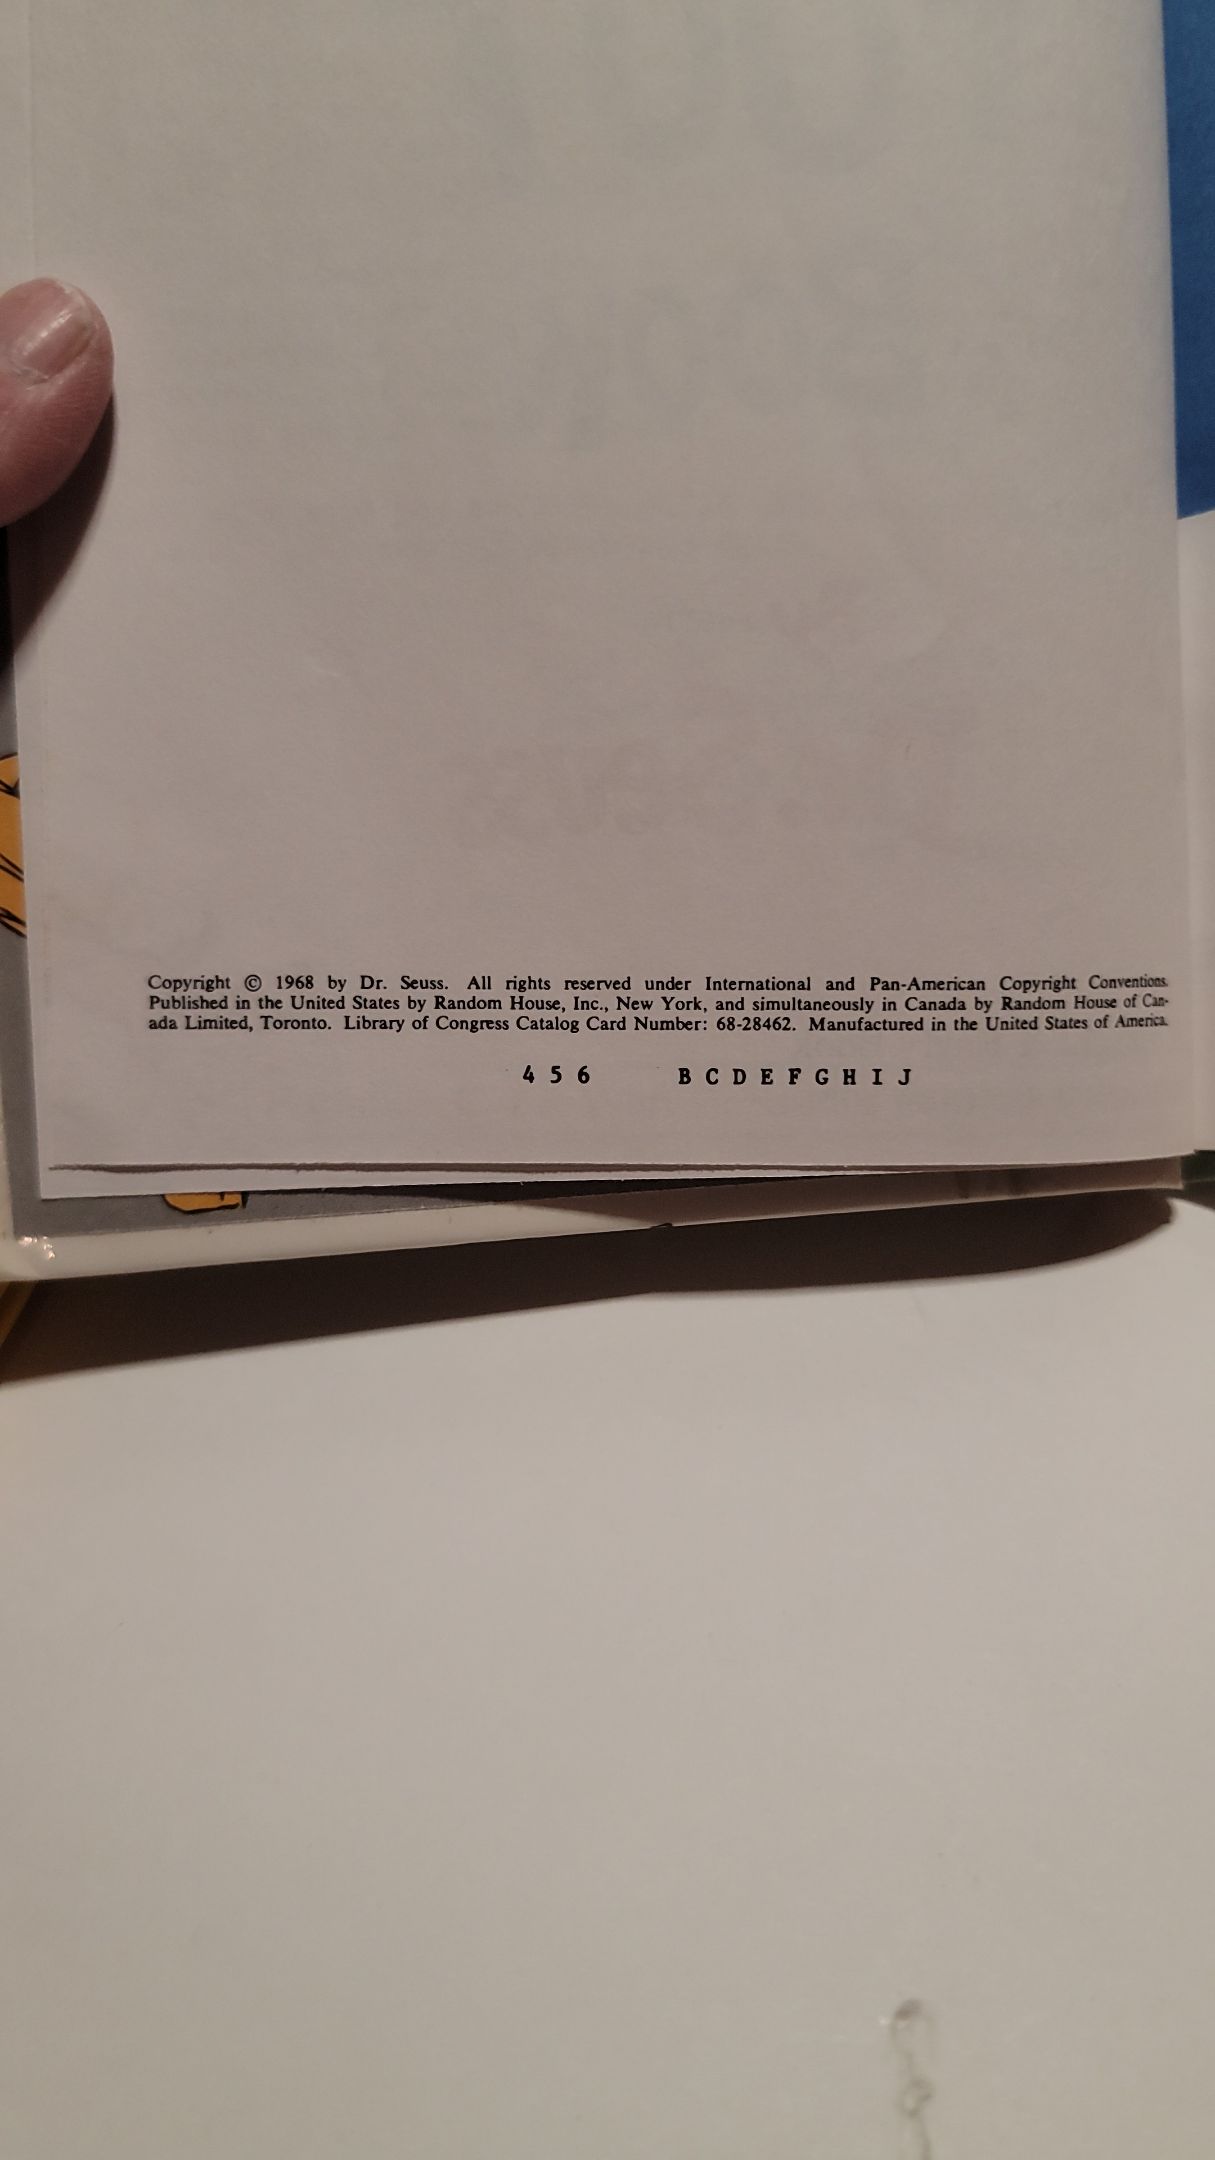 Copyright © 1968 by Dr. Seuss. All rights reserved under International and Pan-American Copyright Conventions.
Published in the United States by Random House, Inc., New York, and simultaneously in Canada by Random House of Can-
ada Limited, Toronto. Library of Congress Catalog Card Number: 68-28462. Manufactured in the United States of America.
4 5 6 B C D E F G H I J